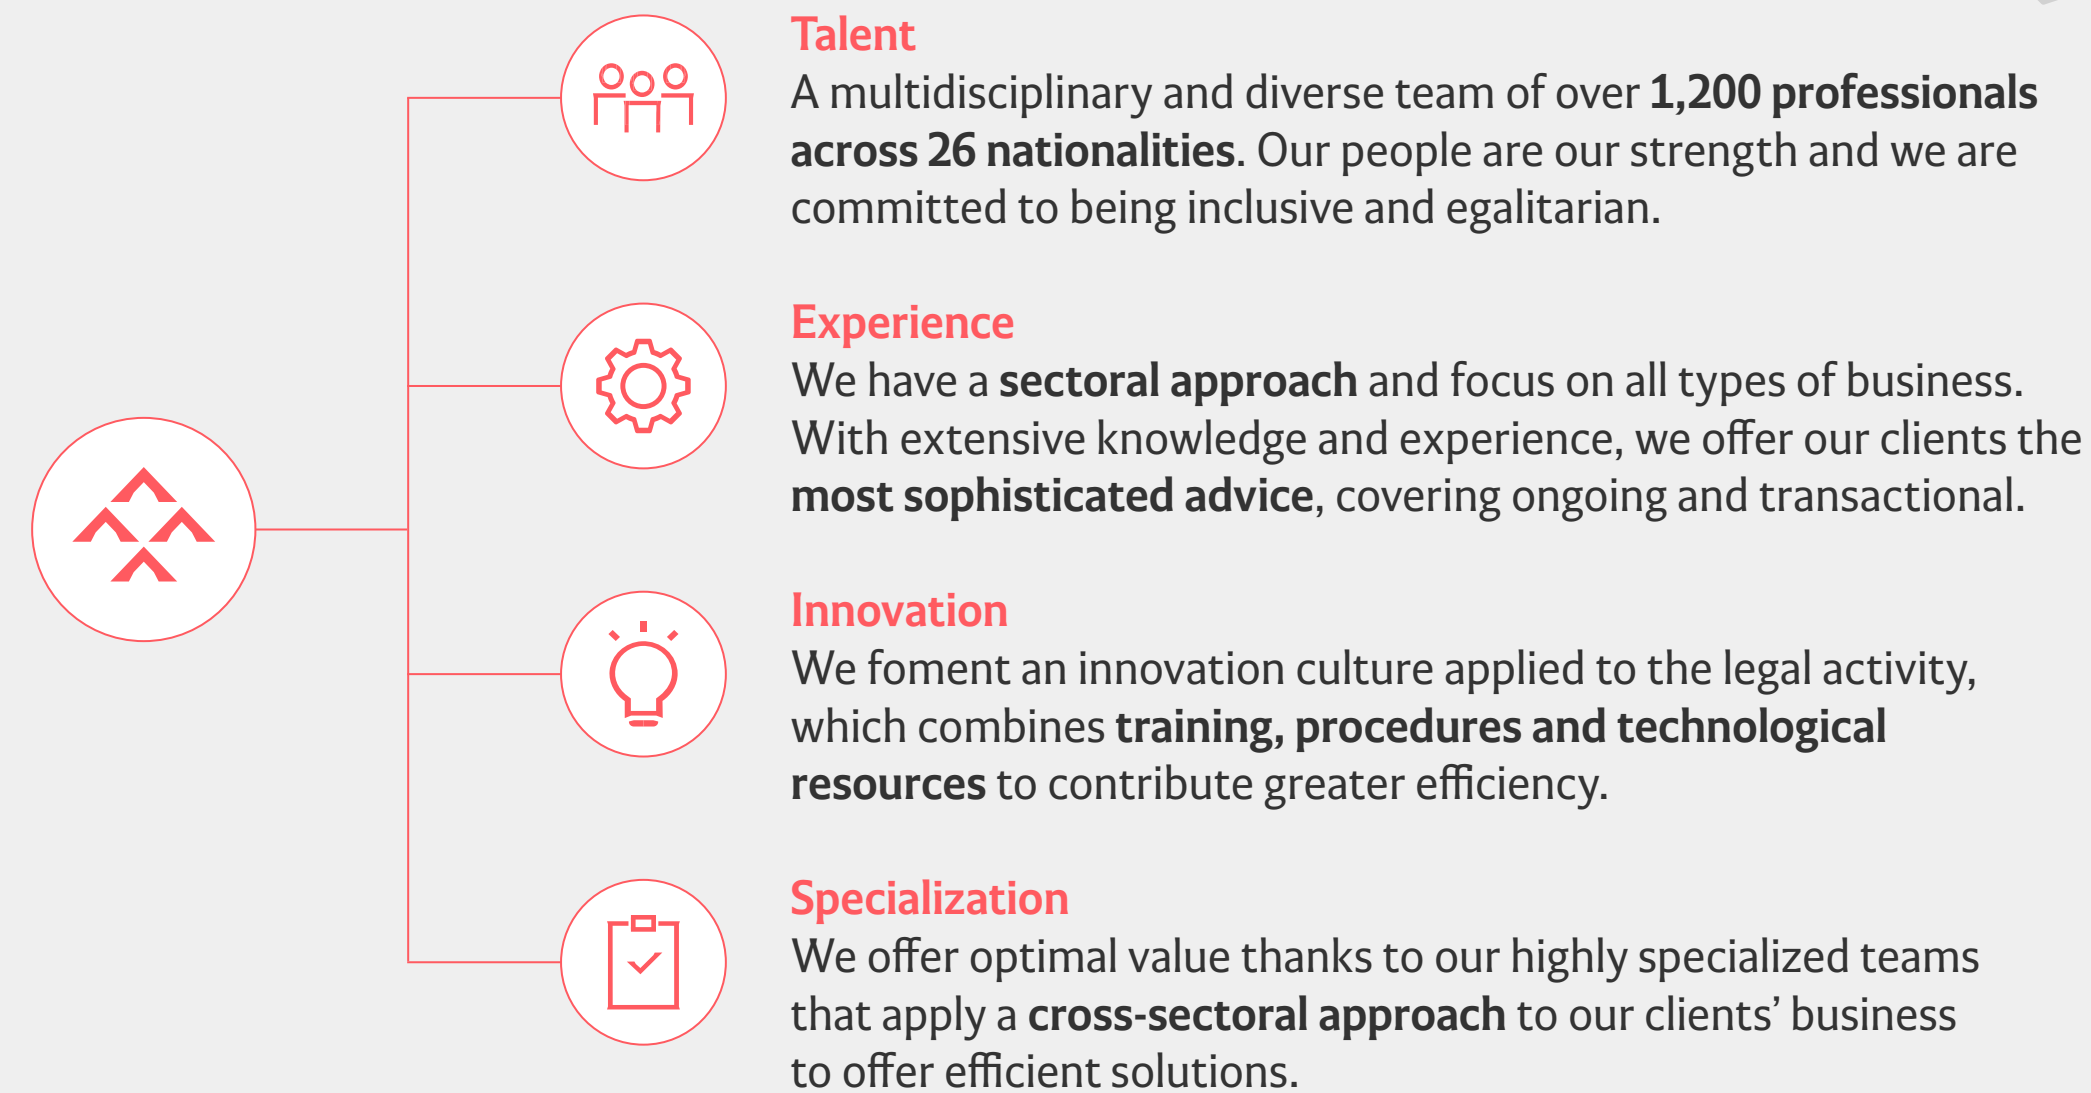 Talent
A multidisciplinary and diverse team of over 1,200 professionals
across 26 nationalities. Our people are our strength and we are
committed to being inclusive and egalitarian.
Experience
We have a sectoral approach and focus on all types of business.
With extensive knowledge and experience, we offer our clients the
most sophisticated advice, covering ongoing and transactional.
Innovation
We foment an innovation culture applied to the legal activity,
which combines training, procedures and technological
resources to contribute greater efficiency.
Specialization
We offer optimal value thanks to our highly specialized teams
that apply a cross-sectoral approach to our clients’ business
to offer efficient solutions.